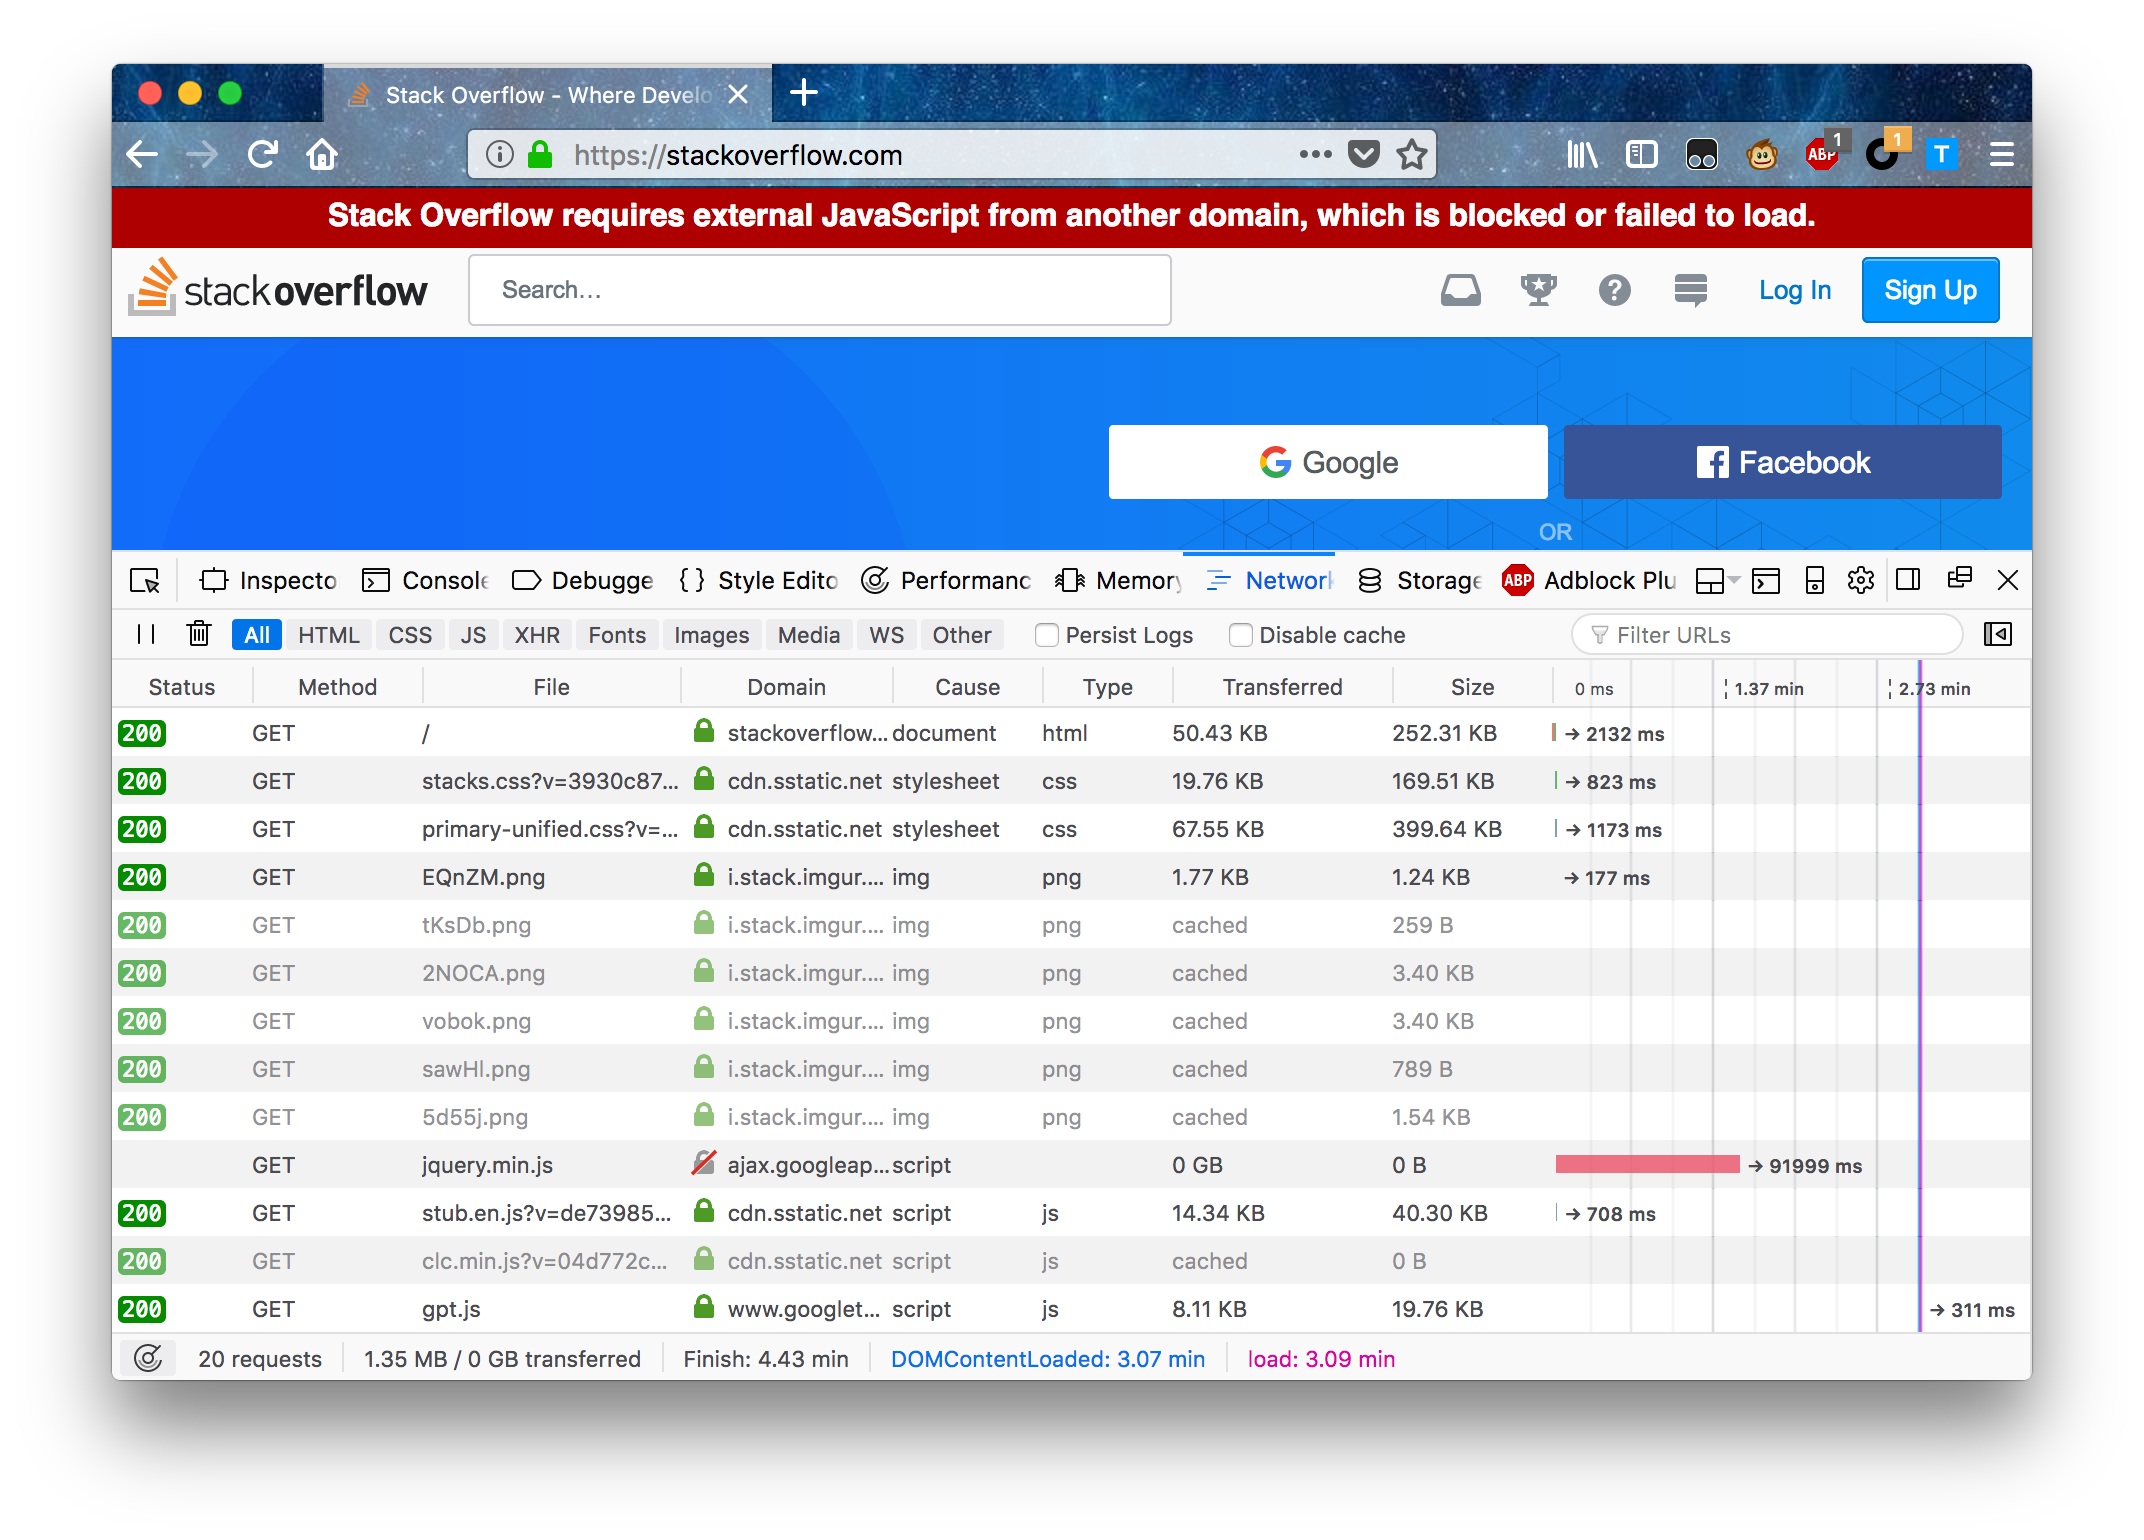 Stack Overflow - Where Develo
https://stackoverflow.com
ABP 1 1 T
Stack Overflow requires external JavaScript from another domain, which is blocked or failed to load.
stackoverflow Search... ? Log In Sign Up
G Google f Facebook
OR
Inspecto Console Debugge { } Style Edito Performanc Memory Network Storage ABP Adblock Plu
All HTML CSS JS XHR Fonts Images Media WS Other Persist Logs Disable cache Filter URLs
Status Method File Domain Cause Type Transferred Size 0 ms 1.37 min 2.73 min
200 GET / stackoverflow... document html 50.43 KB 252.31 KB → 2132 ms
200 GET stacks.css?v=3930c87... cdn.sstatic.net stylesheet css 19.76 KB 169.51 KB → 823 ms
200 GET primary-unified.css?v=... cdn.sstatic.net stylesheet css 67.55 KB 399.64 KB → 1173 ms
200 GET EQnZM.png i.stack.imgur.... img png 1.77 KB 1.24 KB → 177 ms
200 GET tKsDb.png i.stack.imgur.... img png cached 259 B
200 GET 2NOCA.png i.stack.imgur.... img png cached 3.40 KB
200 GET vobok.png i.stack.imgur.... img png cached 3.40 KB
200 GET sawHl.png i.stack.imgur.... img png cached 789 B
200 GET 5d55j.png i.stack.imgur.... img png cached 1.54 KB
GET jquery.min.js ajax.googleap... script 0 GB 0 B → 91999 ms
200 GET stub.en.js?v=de73985... cdn.sstatic.net script js 14.34 KB 40.30 KB → 708 ms
200 GET clc.min.js?v=04d772c... cdn.sstatic.net script js cached 0 B
200 GET gpt.js www.googlet... script js 8.11 KB 19.76 KB → 311 ms
20 requests 1.35 MB / 0 GB transferred Finish: 4.43 min DOMContentLoaded: 3.07 min load: 3.09 min